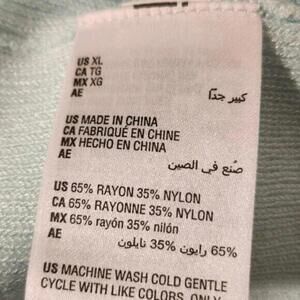 US XL
CA TG
MX XG
AE كبير جدًا
US MADE IN CHINA
CA FABRIQUÉ EN CHINE
MX HECHO EN CHINA
AE
صُنع في الصين
US 65% RAYON 35% NYLON
CA 65% RAYONNE 35% NYLON
MX 65% rayón 35% nilón
AE 65% رايون 35% نايلون
US MACHINE WASH COLD GENTLE
CYCLE WITH LIKE COLORS. ONLY